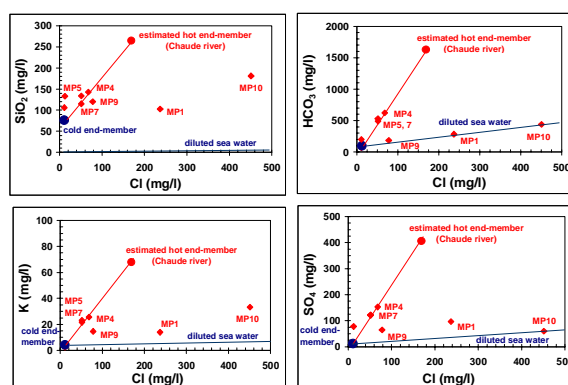 300
250
200
150
100
50
0
SiO2 (mg/l)
estimated hot end-member
(Chaude river)
MP5
MP4
MP9
MP7
MP1
MP10
cold end-member
diluted sea water
0 100 200 300 400 500
Cl (mg/l)
2000
1500
1000
500
0
HCO3 (mg/l)
estimated hot end-member
(Chaude river)
MP4
MP5, 7
MP9
MP1
MP10
diluted sea water
0 100 200 300 400 500
Cl (mg/l)
100
80
60
40
20
0
K (mg/l)
estimated hot end-member
(Chaude river)
MP5
MP7
MP4
MP9
MP1
MP10
cold end-
member
diluted sea water
0 100 200 300 400 500
Cl (mg/l)
500
400
300
200
100
0
SO4 (mg/l)
estimated hot end-member
(Chaude river)
MP4
MP7
MP9
MP1
MP10
cold end-
member
diluted sea water
0 100 200 300 400 500
Cl (mg/l)